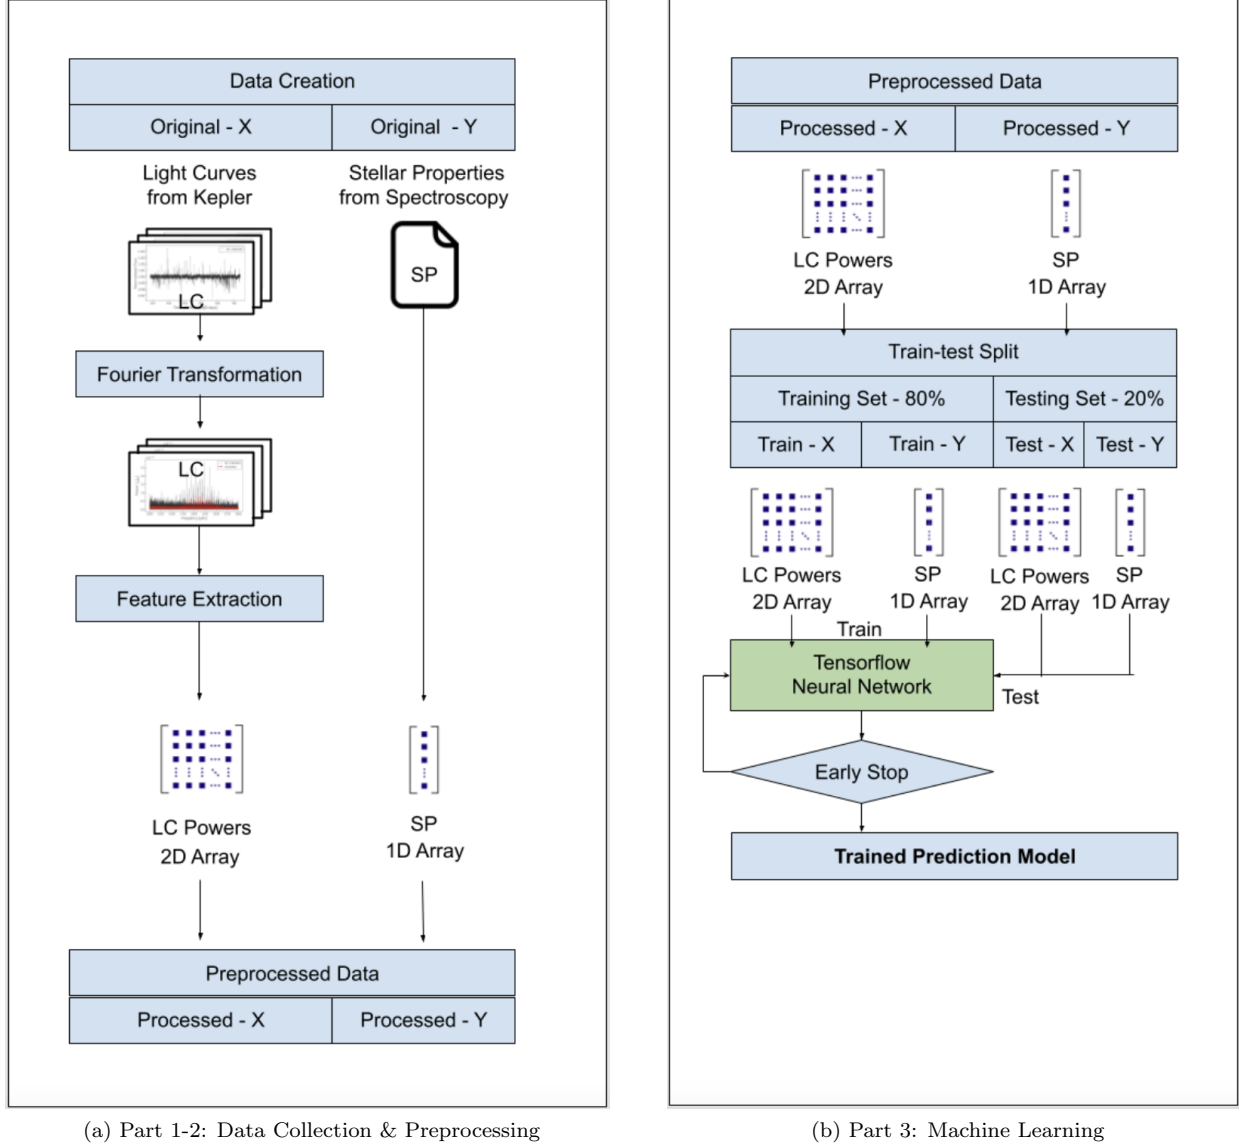 Data Creation
Original - X
Original - Y
Light Curves
from Kepler
Stellar Properties
from Spectroscopy
LC
SP
Fourier Transformation
LC
Feature Extraction
LC Powers
2D Array
SP
1D Array
Preprocessed Data
Processed - X
Processed - Y
(a) Part 1-2: Data Collection & Preprocessing
Preprocessed Data
Processed - X
Processed - Y
LC Powers
2D Array
SP
1D Array
Train-test Split
Training Set - 80%
Testing Set - 20%
Train - X
Train - Y
Test - X
Test - Y
LC Powers
2D Array
SP
1D Array
LC Powers
2D Array
SP
1D Array
Train
Tensorflow
Neural Network
Test
Early Stop
Trained Prediction Model
(b) Part 3: Machine Learning